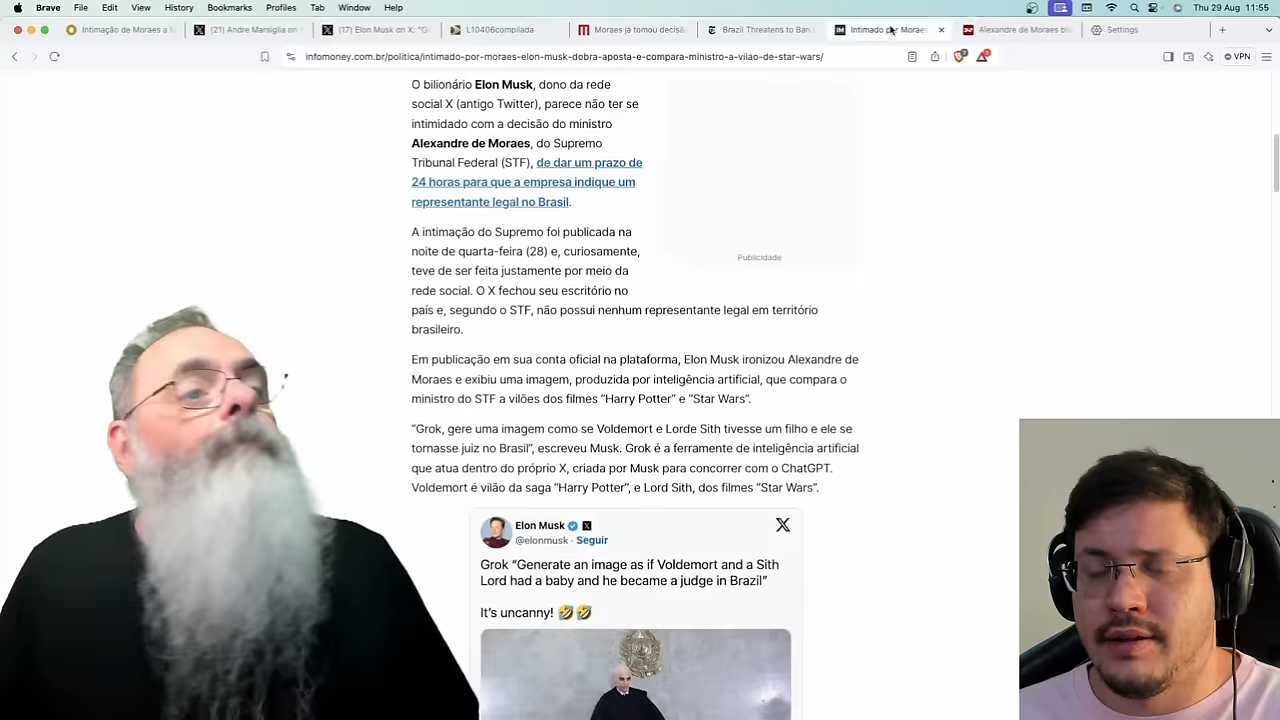 Brave File Edit View History Bookmarks Profiles Tab Window Help Thu 29 Aug 11:55
Intimação de Moraes a M
(21) Andre Marsiglia on
(17) Elon Musk on X: "Gr
L10406compilada
Moraes já tomou decisã
Brazil Threatens to Ban
Intimado por Moraes
Alexandre de Moraes bl
Settings
infomoney.com.br/politica/intimado-por-moraes-elon-musk-dobra-aposta-e-compara-ministro-a-vilao-de-star-wars/
VPN
O bilionário Elon Musk, dono da rede
social X (antigo Twitter), parece não ter se
intimidado com a decisão do ministro
Alexandre de Moraes, do Supremo
Tribunal Federal (STF), de dar um prazo de
24 horas para que a empresa indique um
representante legal no Brasil.
A intimação do Supremo foi publicada na
noite de quarta-feira (28) e, curiosamente,
teve de ser feita justamente por meio da
rede social. O X fechou seu escritório no
país e, segundo o STF, não possui nenhum representante legal em território
brasileiro.
Publicidade
Em publicação em sua conta oficial na plataforma, Elon Musk ironizou Alexandre de
Moraes e exibiu uma imagem, produzida por inteligência artificial, que compara o
ministro do STF a vilões dos filmes “Harry Potter” e “Star Wars”.
“Grok, gere uma imagem como se Voldemort e Lorde Sith tivesse um filho e ele se
tornasse juiz no Brasil”, escreveu Musk. Grok é a ferramente de inteligência artificial
que atua dentro do próprio X, criada por Musk para concorrer com o ChatGPT.
Voldemort é vilão da saga “Harry Potter”, e Lord Sith, dos filmes “Star Wars”.
Elon Musk
@elonmusk · Seguir
Grok “Generate an image as if Voldemort and a Sith
Lord had a baby and he became a judge in Brazil”
It’s uncanny! 🤣🤣